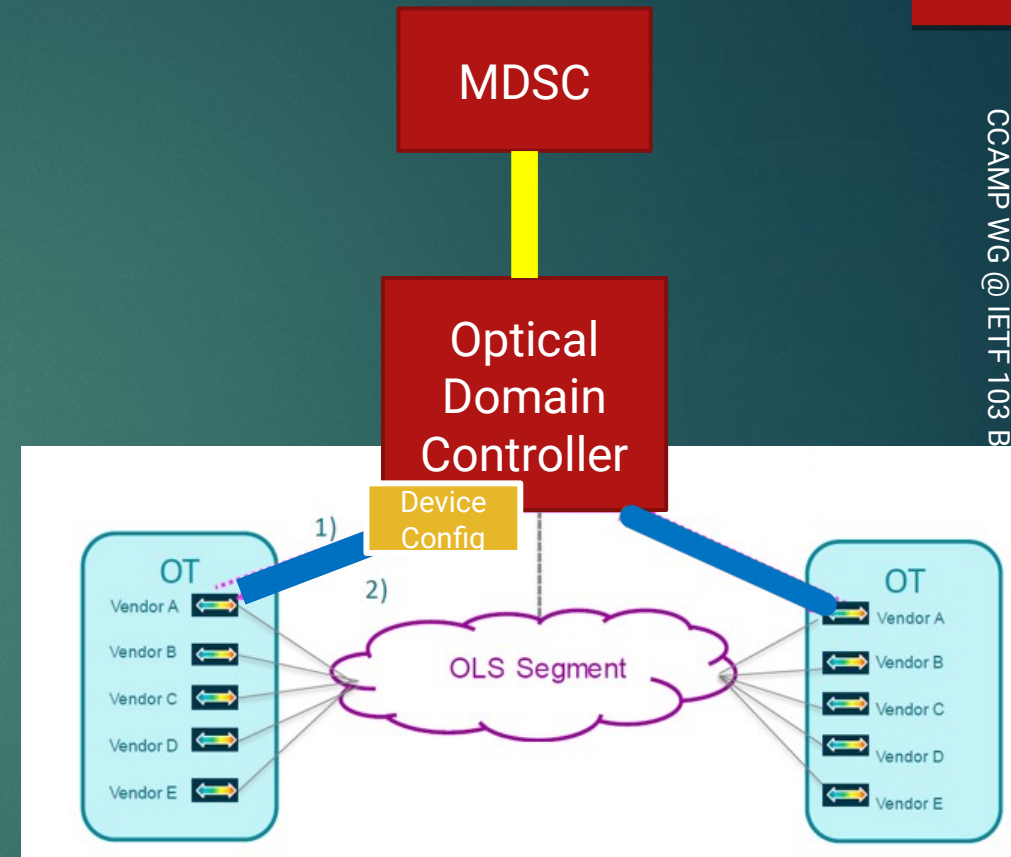 MDSC
CCAMP WG @ IETF 103 B
Optical
Domain
Controller
Device
Config
1)
2)
OT
Vendor A
Vendor B
Vendor C
Vendor D
Vendor E
OLS Segment
OT
Vendor A
Vendor B
Vendor C
Vendor D
Vendor E